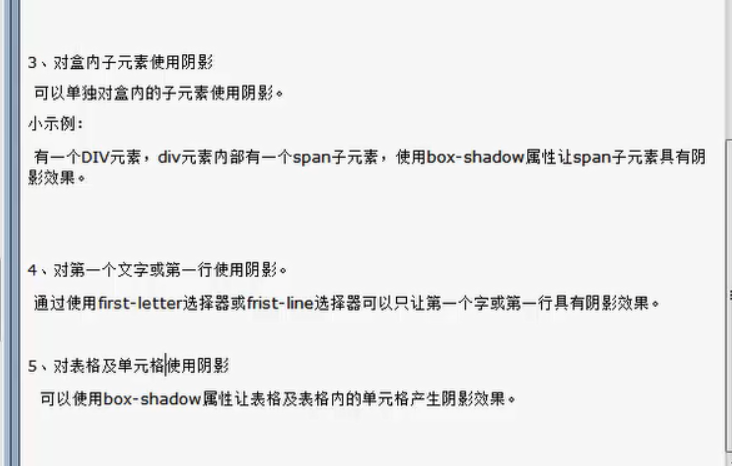 3、对盒内子元素使用阴影
可以单独对盒内的子元素使用阴影。
小示例：
有一个DIV元素，div元素内部有一个span子元素，使用box-shadow属性让span子元素具有阴
影效果。
4、对第一个文字或第一行使用阴影。
通过使用first-letter选择器或frist-line选择器可以只让第一个字或第一行具有阴影效果。
5、对表格及单元格使用阴影
可以使用box-shadow属性让表格及表格内的单元格产生阴影效果。